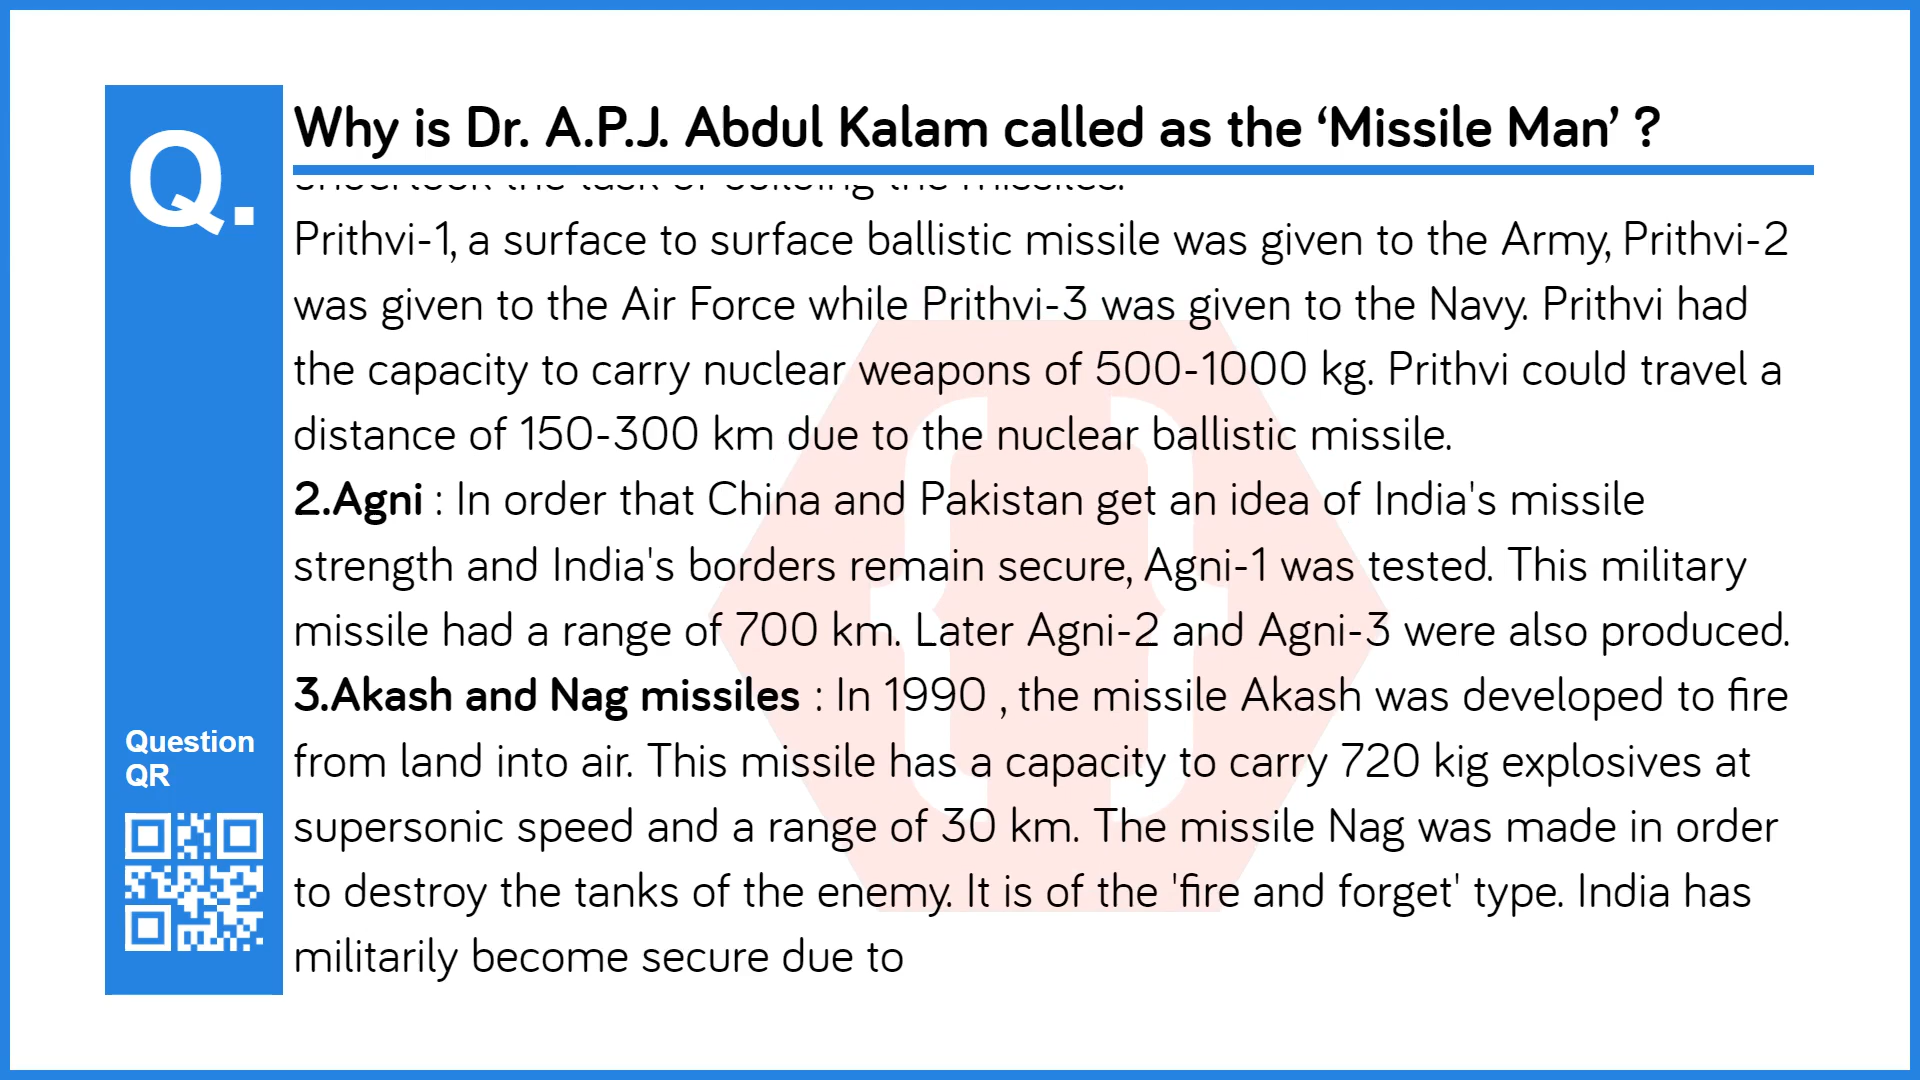 Q.
Why is Dr. A.P.J. Abdul Kalam called as the ‘Missile Man’ ?
undertook the task of building the missiles.
Prithvi-1, a surface to surface ballistic missile was given to the Army, Prithvi-2
was given to the Air Force while Prithvi-3 was given to the Navy. Prithvi had
the capacity to carry nuclear weapons of 500-1000 kg. Prithvi could travel a
distance of 150-300 km due to the nuclear ballistic missile.
2.Agni : In order that China and Pakistan get an idea of India's missile
strength and India's borders remain secure, Agni-1 was tested. This military
missile had a range of 700 km. Later Agni-2 and Agni-3 were also produced.
3.Akash and Nag missiles : In 1990 , the missile Akash was developed to fire
from land into air. This missile has a capacity to carry 720 kig explosives at
supersonic speed and a range of 30 km. The missile Nag was made in order
to destroy the tanks of the enemy. It is of the 'fire and forget' type. India has
militarily become secure due to
Question
QR